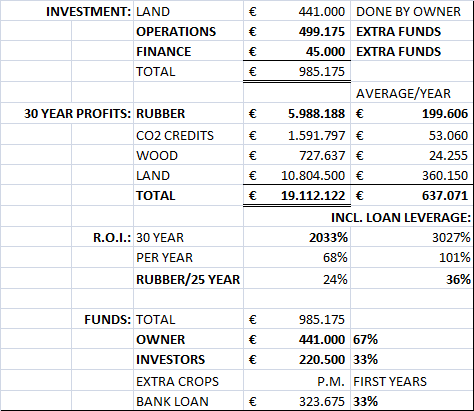 INVESTMENT: LAND € 441.000 DONE BY OWNER
OPERATIONS € 499.175 EXTRA FUNDS
FINANCE € 45.000 EXTRA FUNDS
TOTAL € 985.175
AVERAGE/YEAR
30 YEAR PROFITS: RUBBER € 5.988.188 € 199.606
CO2 CREDITS € 1.591.797 € 53.060
WOOD € 727.637 € 24.255
LAND € 10.804.500 € 360.150
TOTAL € 19.112.122 € 637.071
INCL. LOAN LEVERAGE:
R.O.I.: 30 YEAR 2033% 3027%
PER YEAR 68% 101%
RUBBER/25 YEAR 24% 36%
FUNDS: TOTAL € 985.175
OWNER € 441.000 67%
INVESTORS € 220.500 33%
EXTRA CROPS P.M. FIRST YEARS
BANK LOAN € 323.675 33%